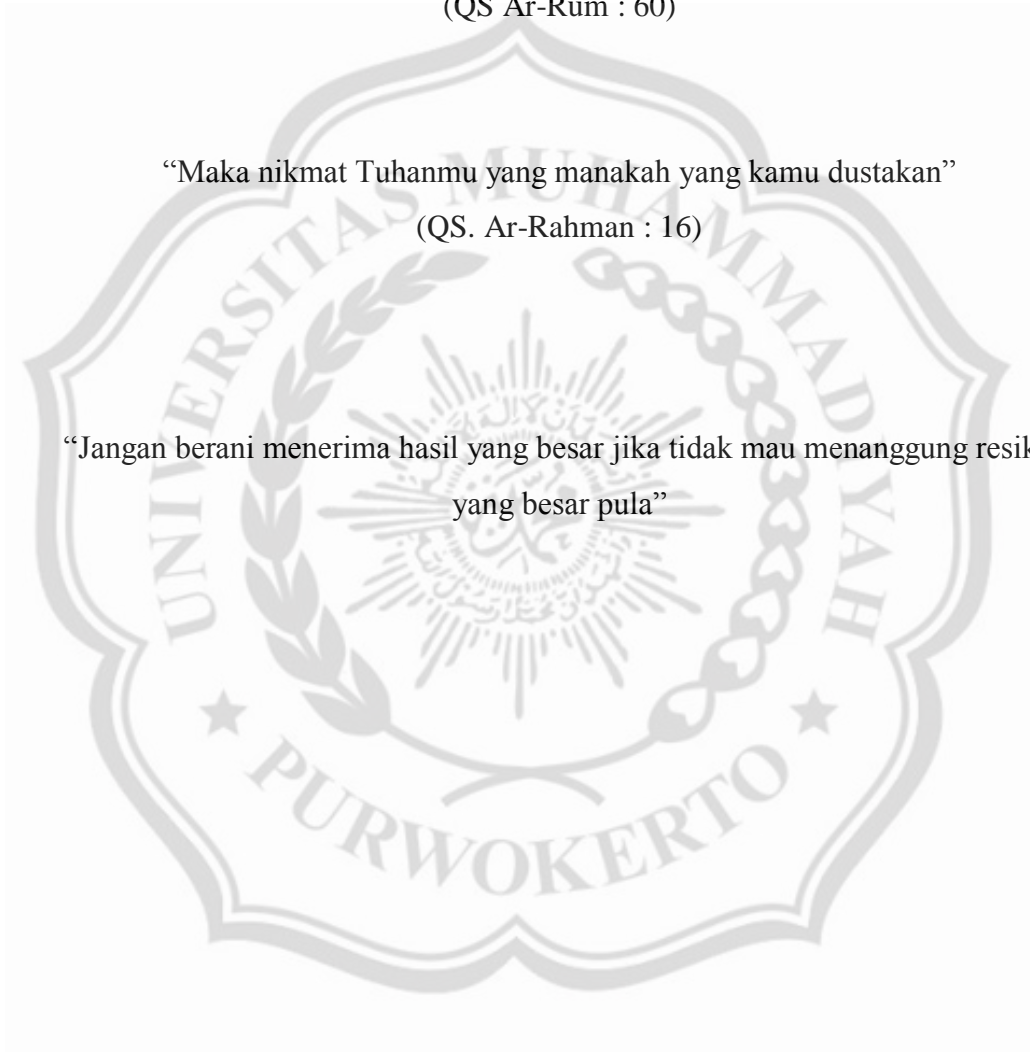 (QS Ar-Rum : 60)
“Maka nikmat Tuhanmu yang manakah yang kamu dustakan”
(QS. Ar-Rahman : 16)
“Jangan berani menerima hasil yang besar jika tidak mau menanggung resik
yang besar pula”
UNIVERSITAS MUHAMMADIYAH
PURWOKERTO